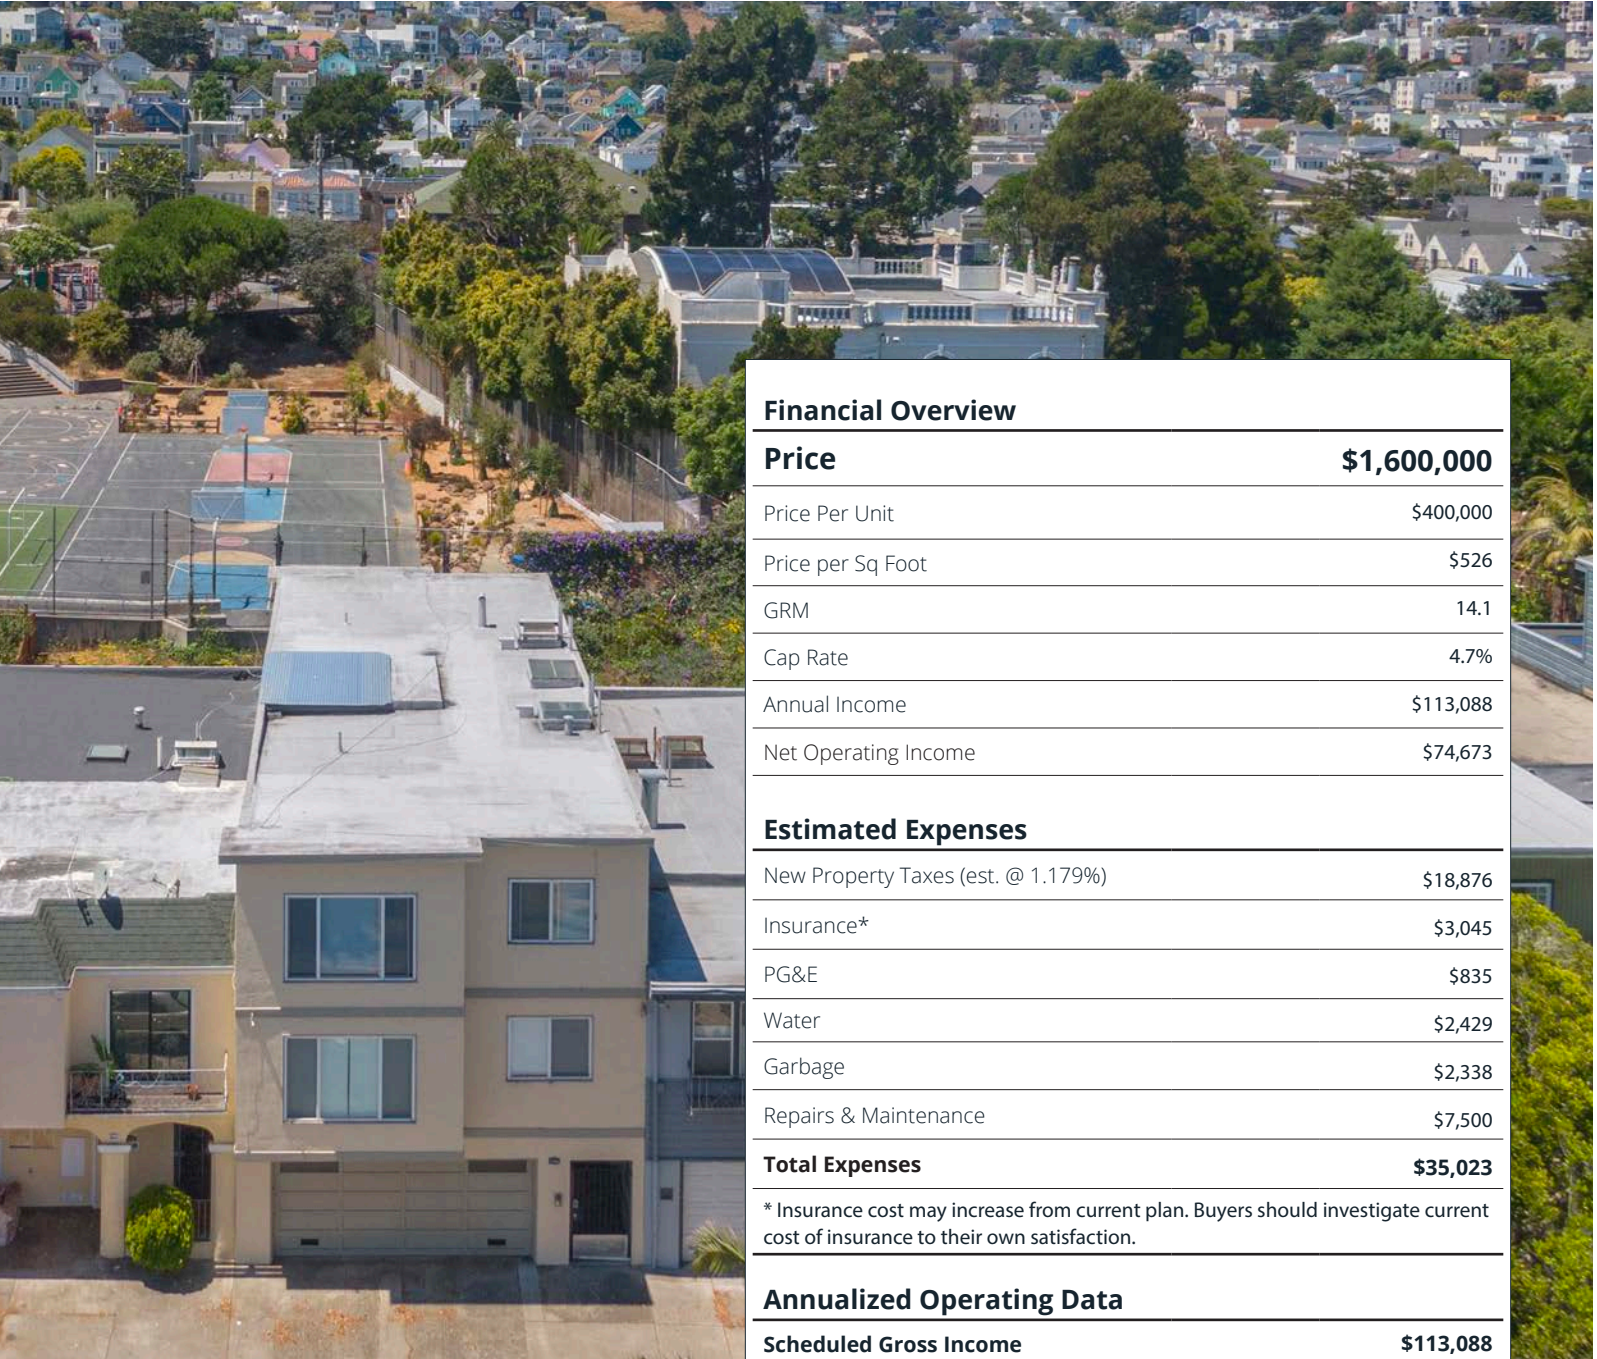 Financial Overview
Price $1,600,000
Price Per Unit $400,000
Price per Sq Foot $526
GRM 14.1
Cap Rate 4.7%
Annual Income $113,088
Net Operating Income $74,673
Estimated Expenses
New Property Taxes (est. @ 1.179%) $18,876
Insurance* $3,045
PG&E $835
Water $2,429
Garbage $2,338
Repairs & Maintenance $7,500
Total Expenses $35,023
* Insurance cost may increase from current plan. Buyers should investigate current
cost of insurance to their own satisfaction.
Annualized Operating Data
Scheduled Gross Income $113,088